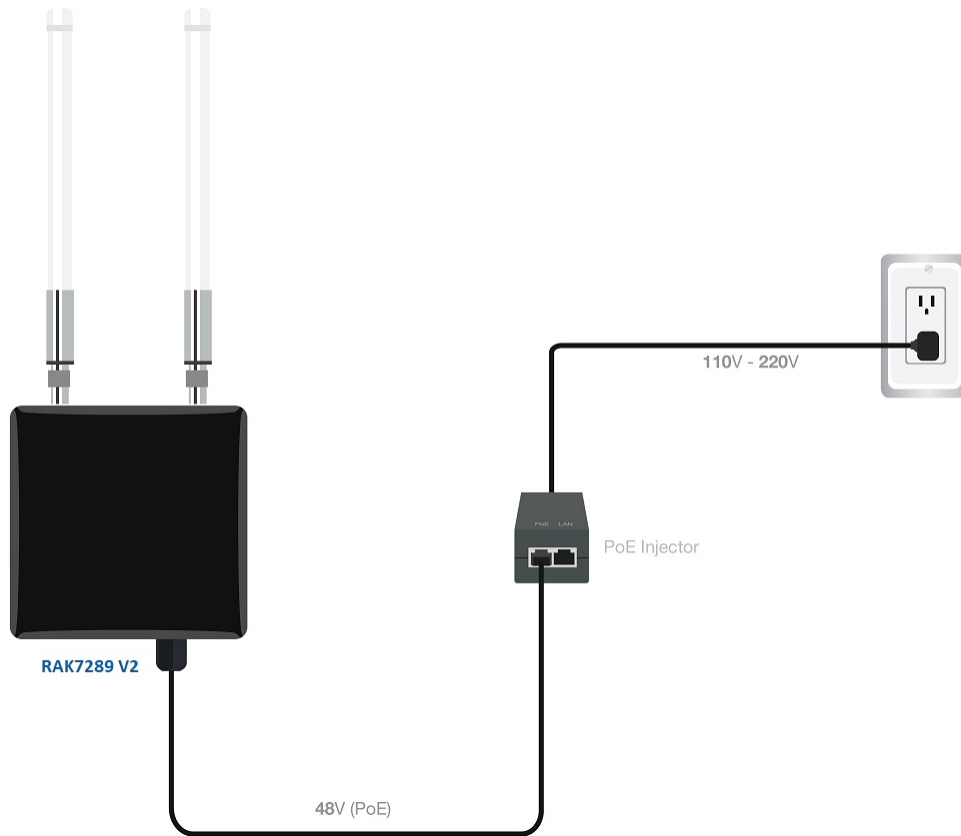 110V - 220V
PoE LAN
PoE Injector
RAK7289 V2
48V (PoE)